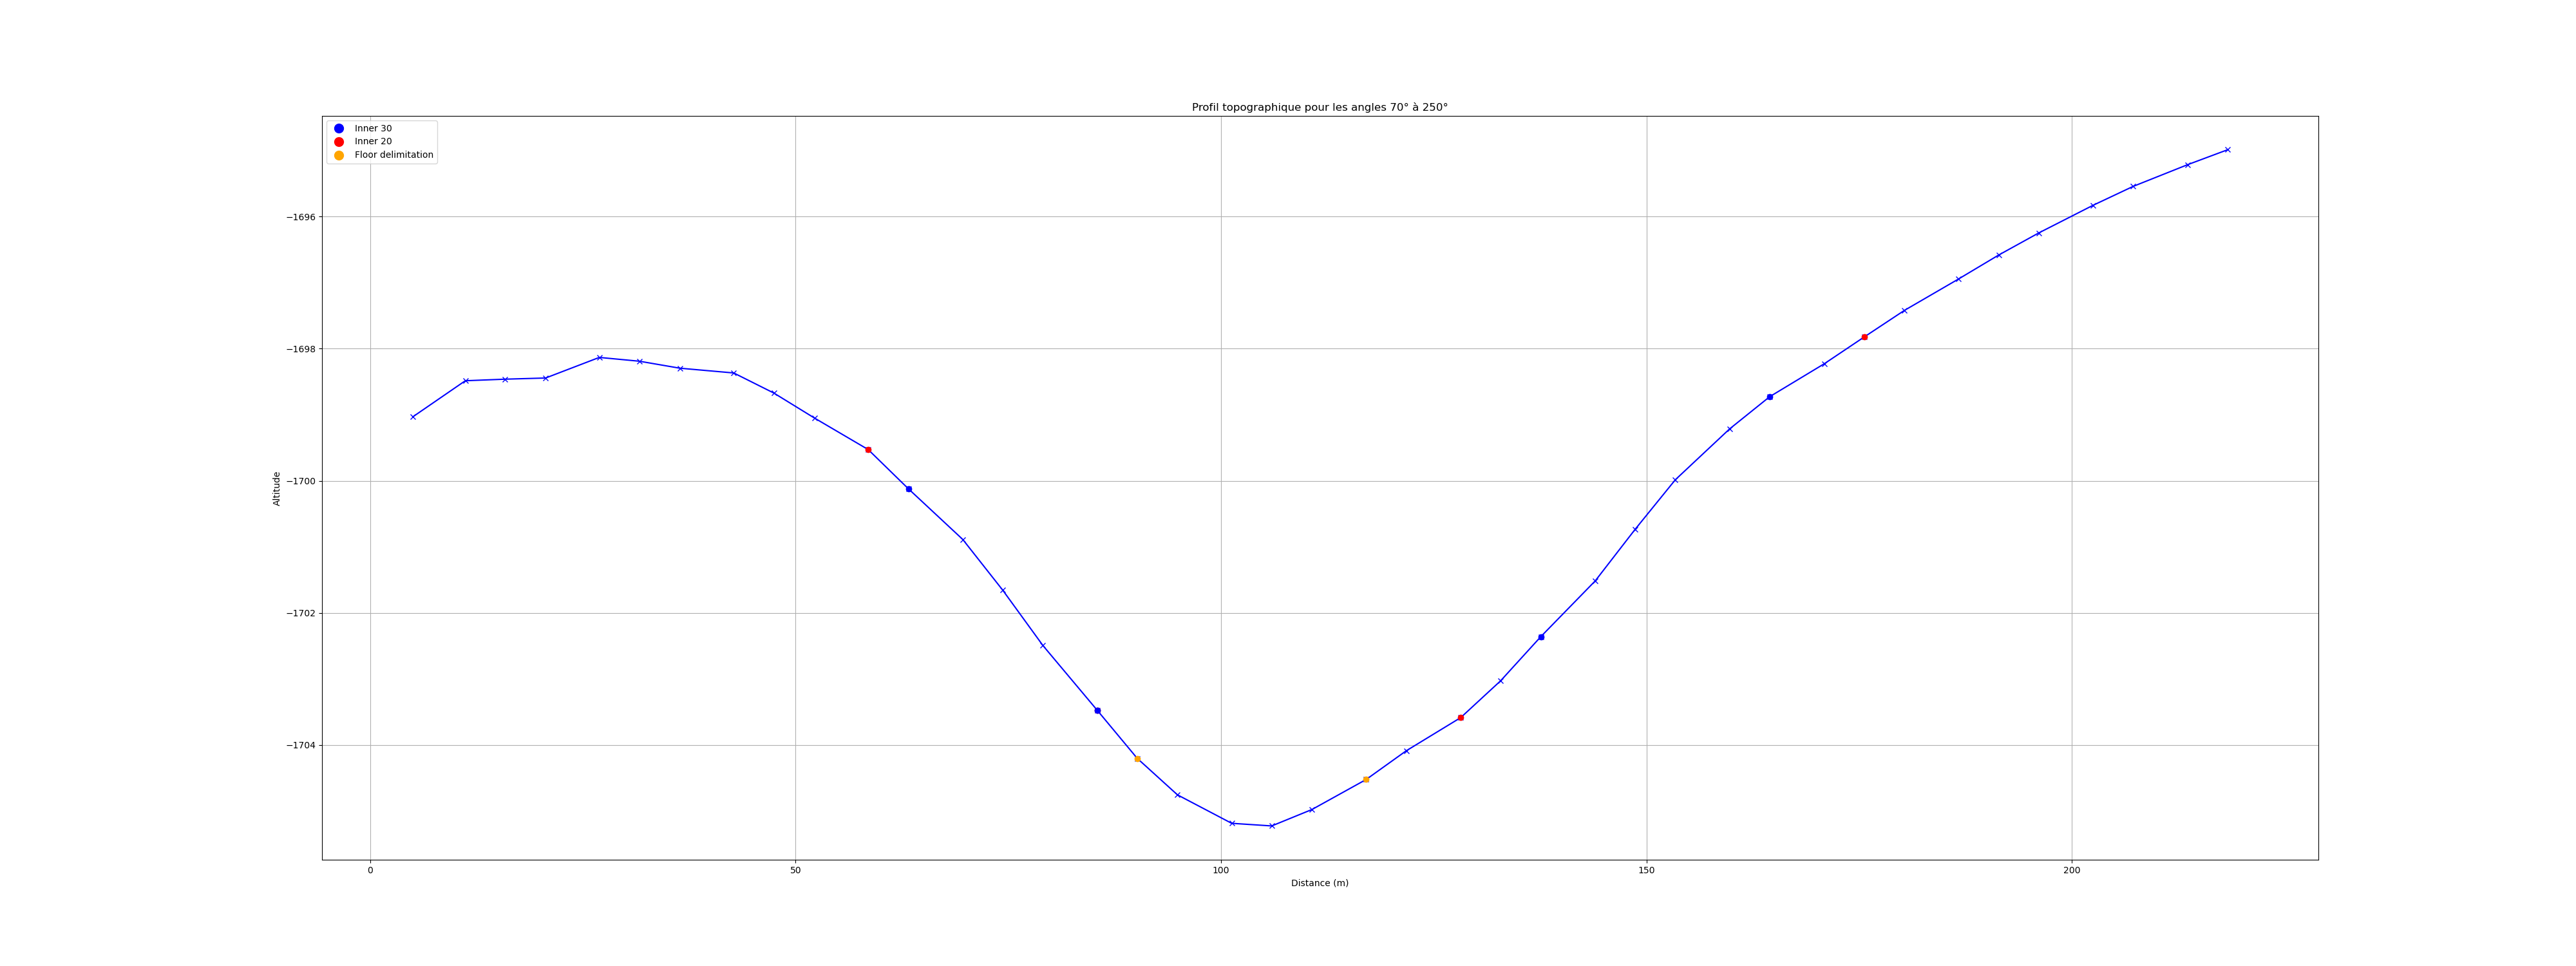 Profil topographique pour les angles 70° à 250°
Inner 30
Inner 20
Floor delimitation
Altitude
−1696
−1698
−1700
−1702
−1704
0
50
100
150
200
Distance (m)